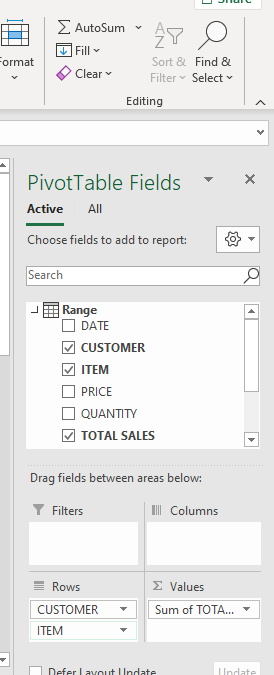 Share
Format
AutoSum
Fill
Clear
Sort &
Filter
Find &
Select
Editing
PivotTable Fields
Active
All
Choose fields to add to report:
Search
Range
DATE
CUSTOMER
ITEM
PRICE
QUANTITY
TOTAL SALES
Drag fields between areas below:
Filters
Columns
Rows
Σ Values
CUSTOMER
Sum of TOTA...
ITEM
Defer Layout Update
Update